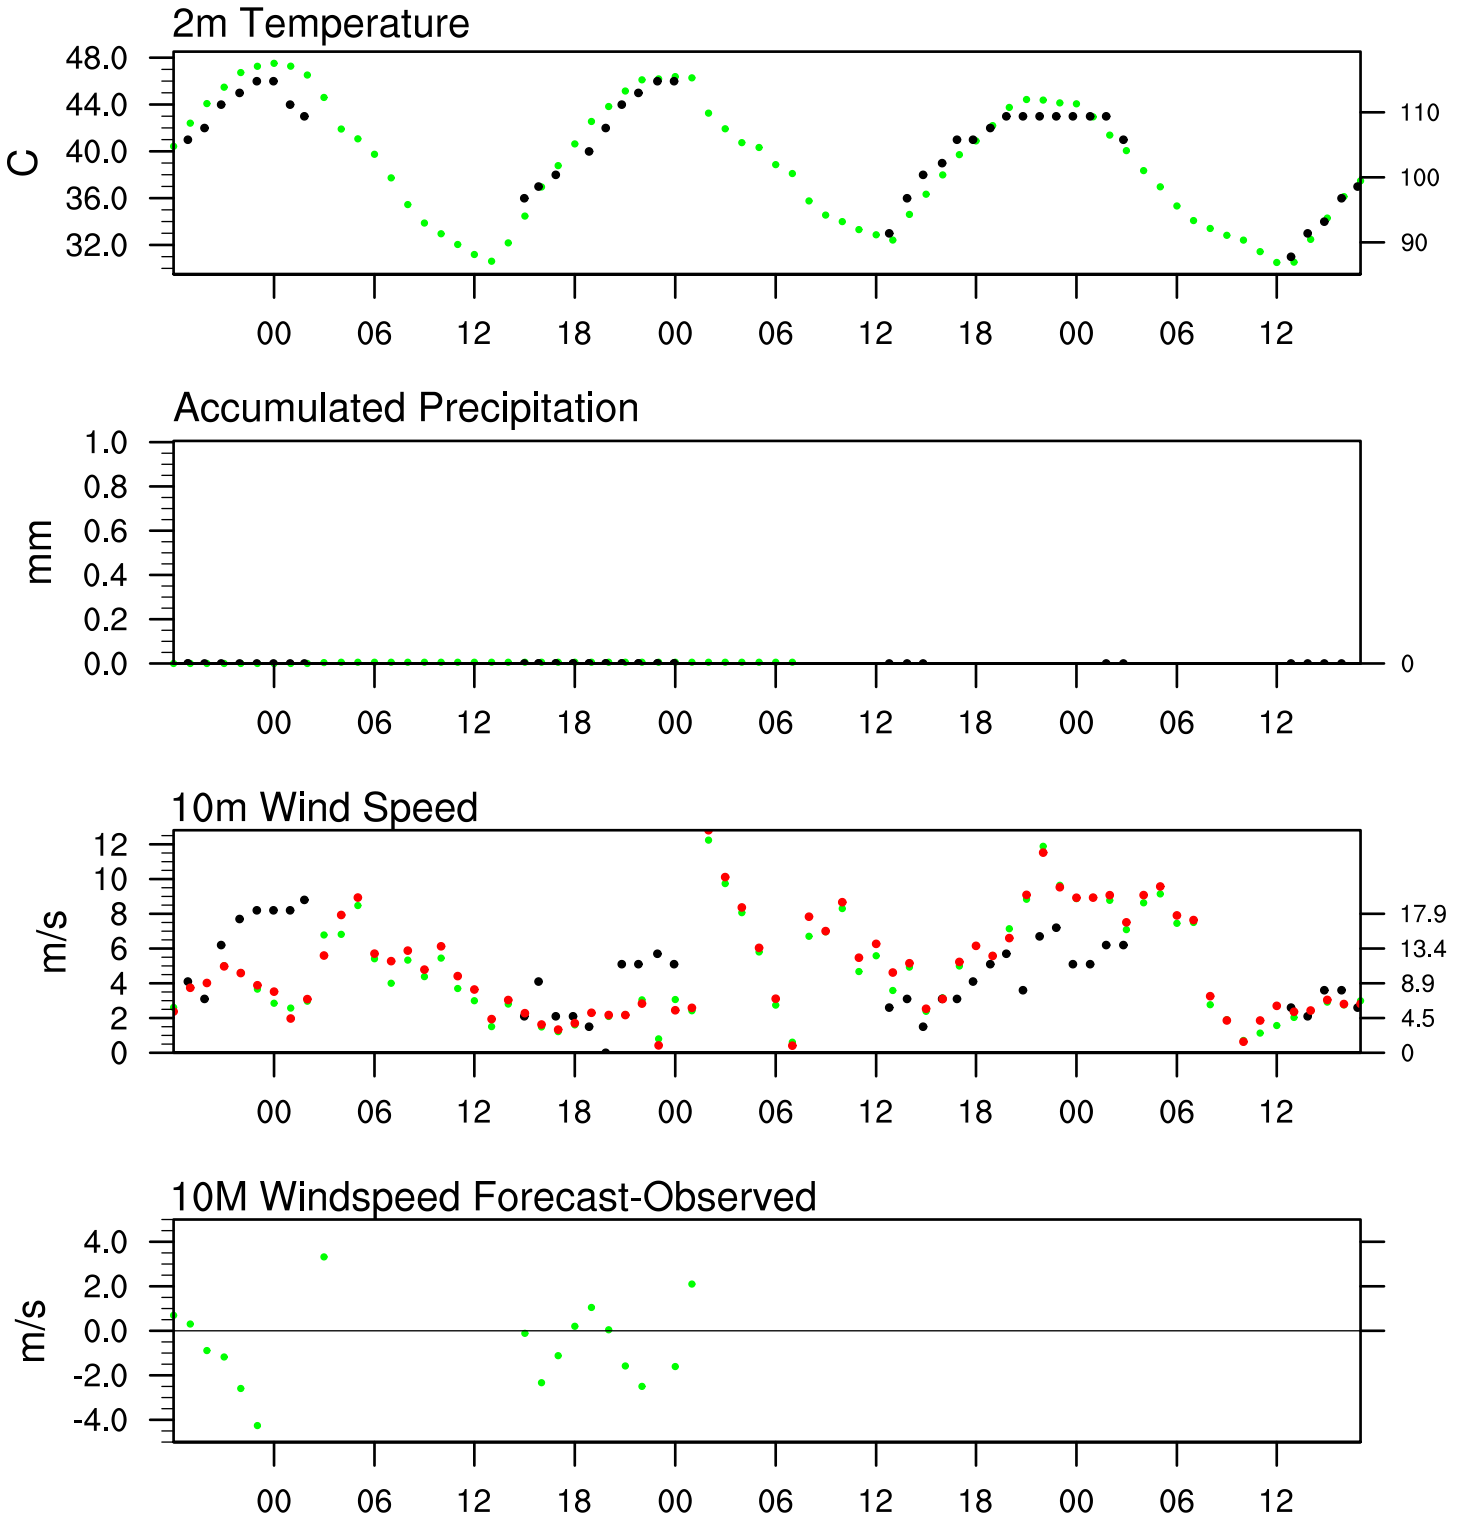 2m Temperature
48.0
44.0
40.0
36.0
32.0
C
110
100
90
00 06 12 18 00 06 12 18 00 06 12
Accumulated Precipitation
1.0
0.8
0.6
0.4
0.2
0.0
mm
0
00 06 12 18 00 06 12 18 00 06 12
10m Wind Speed
12
10
8
6
4
2
0
m/s
17.9
13.4
8.9
4.5
0
00 06 12 18 00 06 12 18 00 06 12
10M Windspeed Forecast-Observed
4.0
2.0
0.0
-2.0
-4.0
m/s
00 06 12 18 00 06 12 18 00 06 12